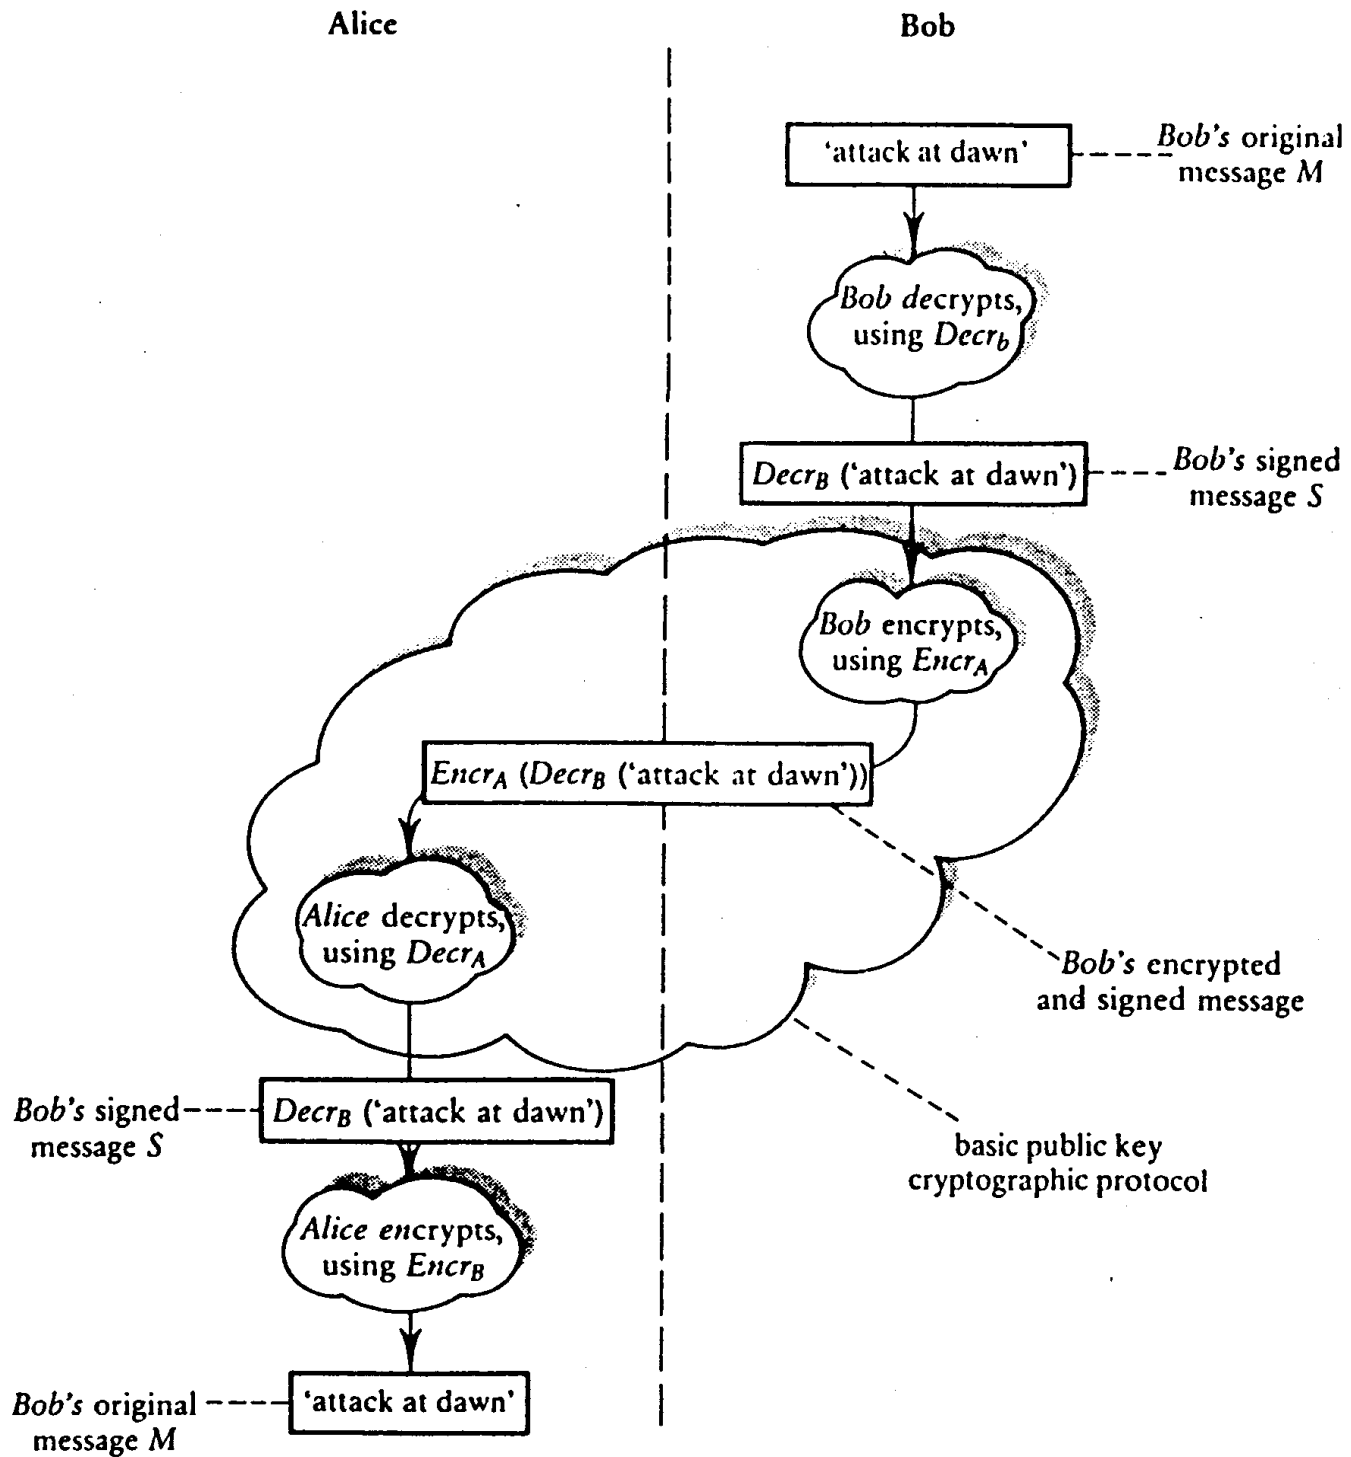 Alice
Bob
'attack at dawn'
Bob's original
message M
Bob decrypts,
using Decrb
DecrB ('attack at dawn')
Bob's signed
message S
Bob encrypts,
using EncrA
EncrA (DecrB ('attack at dawn'))
Alice decrypts,
using DecrA
Bob's encrypted
and signed message
Bob's signed
message S
DecrB ('attack at dawn')
basic public key
cryptographic protocol
Alice encrypts,
using EncrB
Bob's original
message M
'attack at dawn'